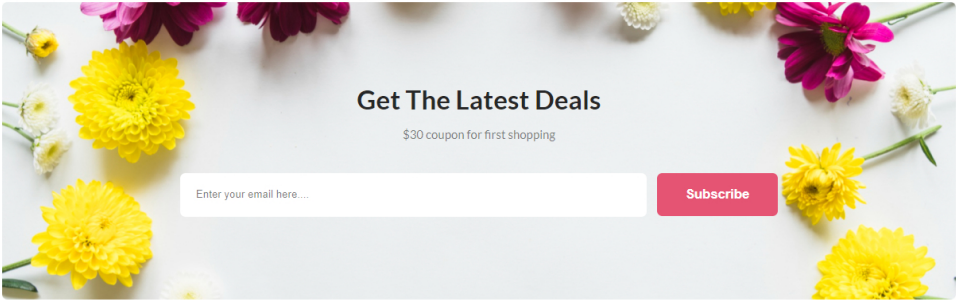 Get The Latest Deals
$30 coupon for first shopping
Enter your email here....
Subscribe